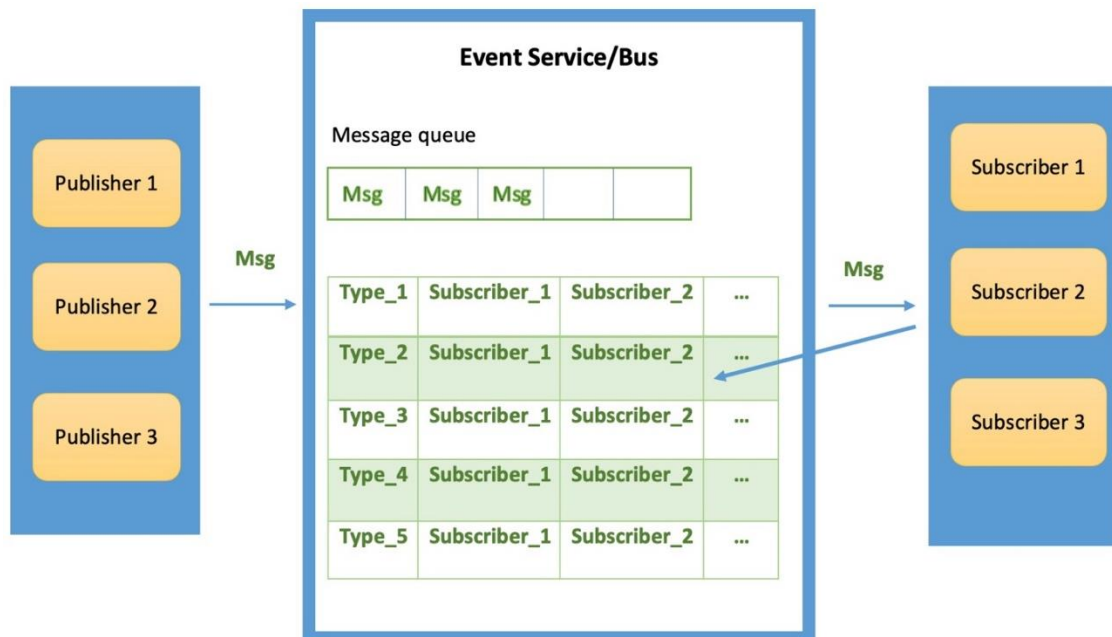 Event Service/Bus
Message queue
Msg Msg Msg
Publisher 1
Publisher 2
Publisher 3
Msg
Type_1 Subscriber_1 Subscriber_2 ...
Type_2 Subscriber_1 Subscriber_2 ...
Type_3 Subscriber_1 Subscriber_2 ...
Type_4 Subscriber_1 Subscriber_2 ...
Type_5 Subscriber_1 Subscriber_2 ...
Msg
Subscriber 1
Subscriber 2
Subscriber 3